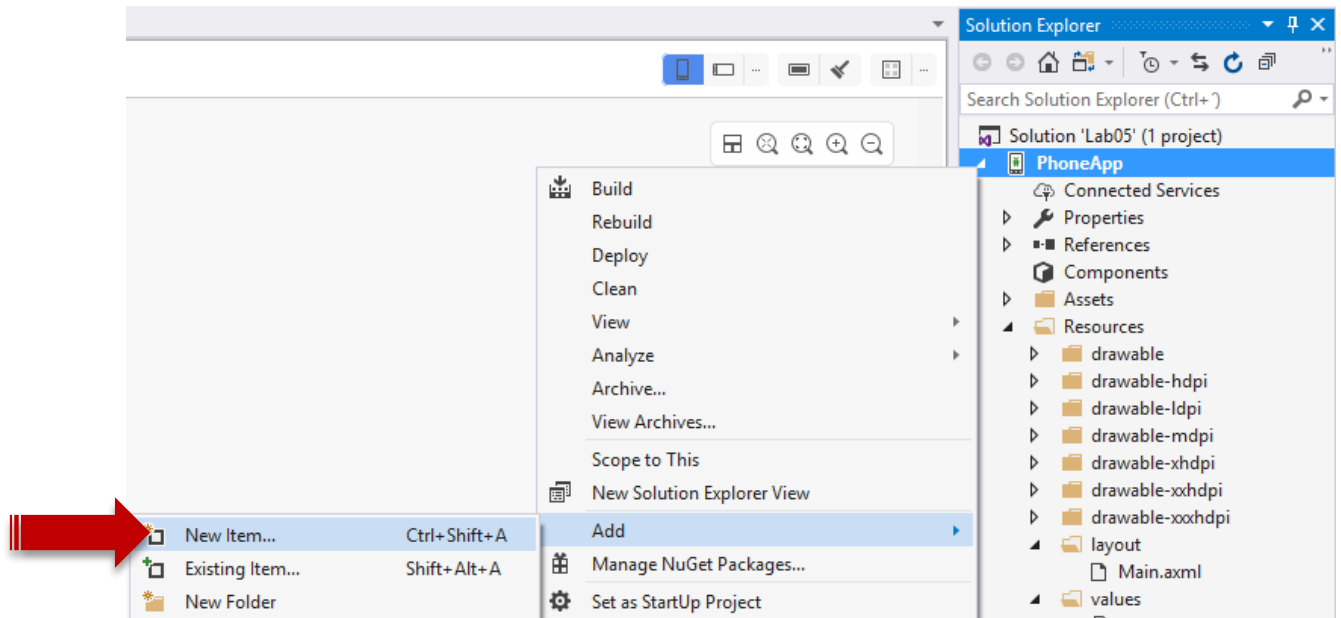 Solution Explorer
Search Solution Explorer (Ctrl+´)
Solution 'Lab05' (1 project)
PhoneApp
Connected Services
Properties
References
Components
Assets
Resources
drawable
drawable-hdpi
drawable-ldpi
drawable-mdpi
drawable-xhdpi
drawable-xxhdpi
drawable-xxxhdpi
layout
Main.axml
values
Build
Rebuild
Deploy
Clean
View
Analyze
Archive...
View Archives...
Scope to This
New Solution Explorer View
Add
Manage NuGet Packages...
Set as StartUp Project
New Item... Ctrl+Shift+A
Existing Item... Shift+Alt+A
New Folder